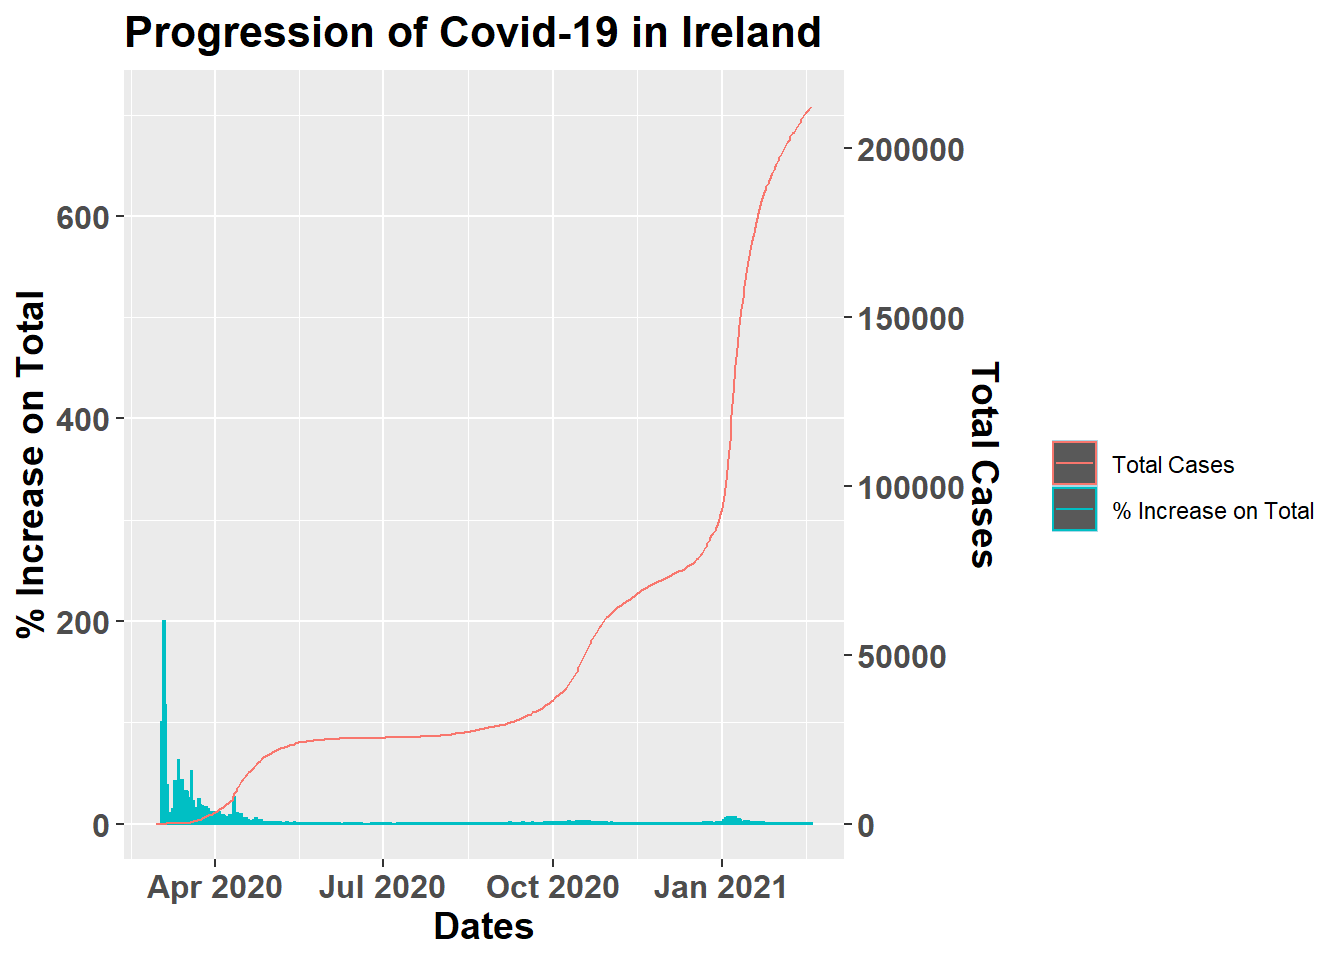 Progression of Covid-19 in Ireland
% Increase on Total
600
400
200
0
200000
150000
100000
50000
0
Total Cases
Apr 2020 Jul 2020 Oct 2020 Jan 2021
Dates
Total Cases
% Increase on Total